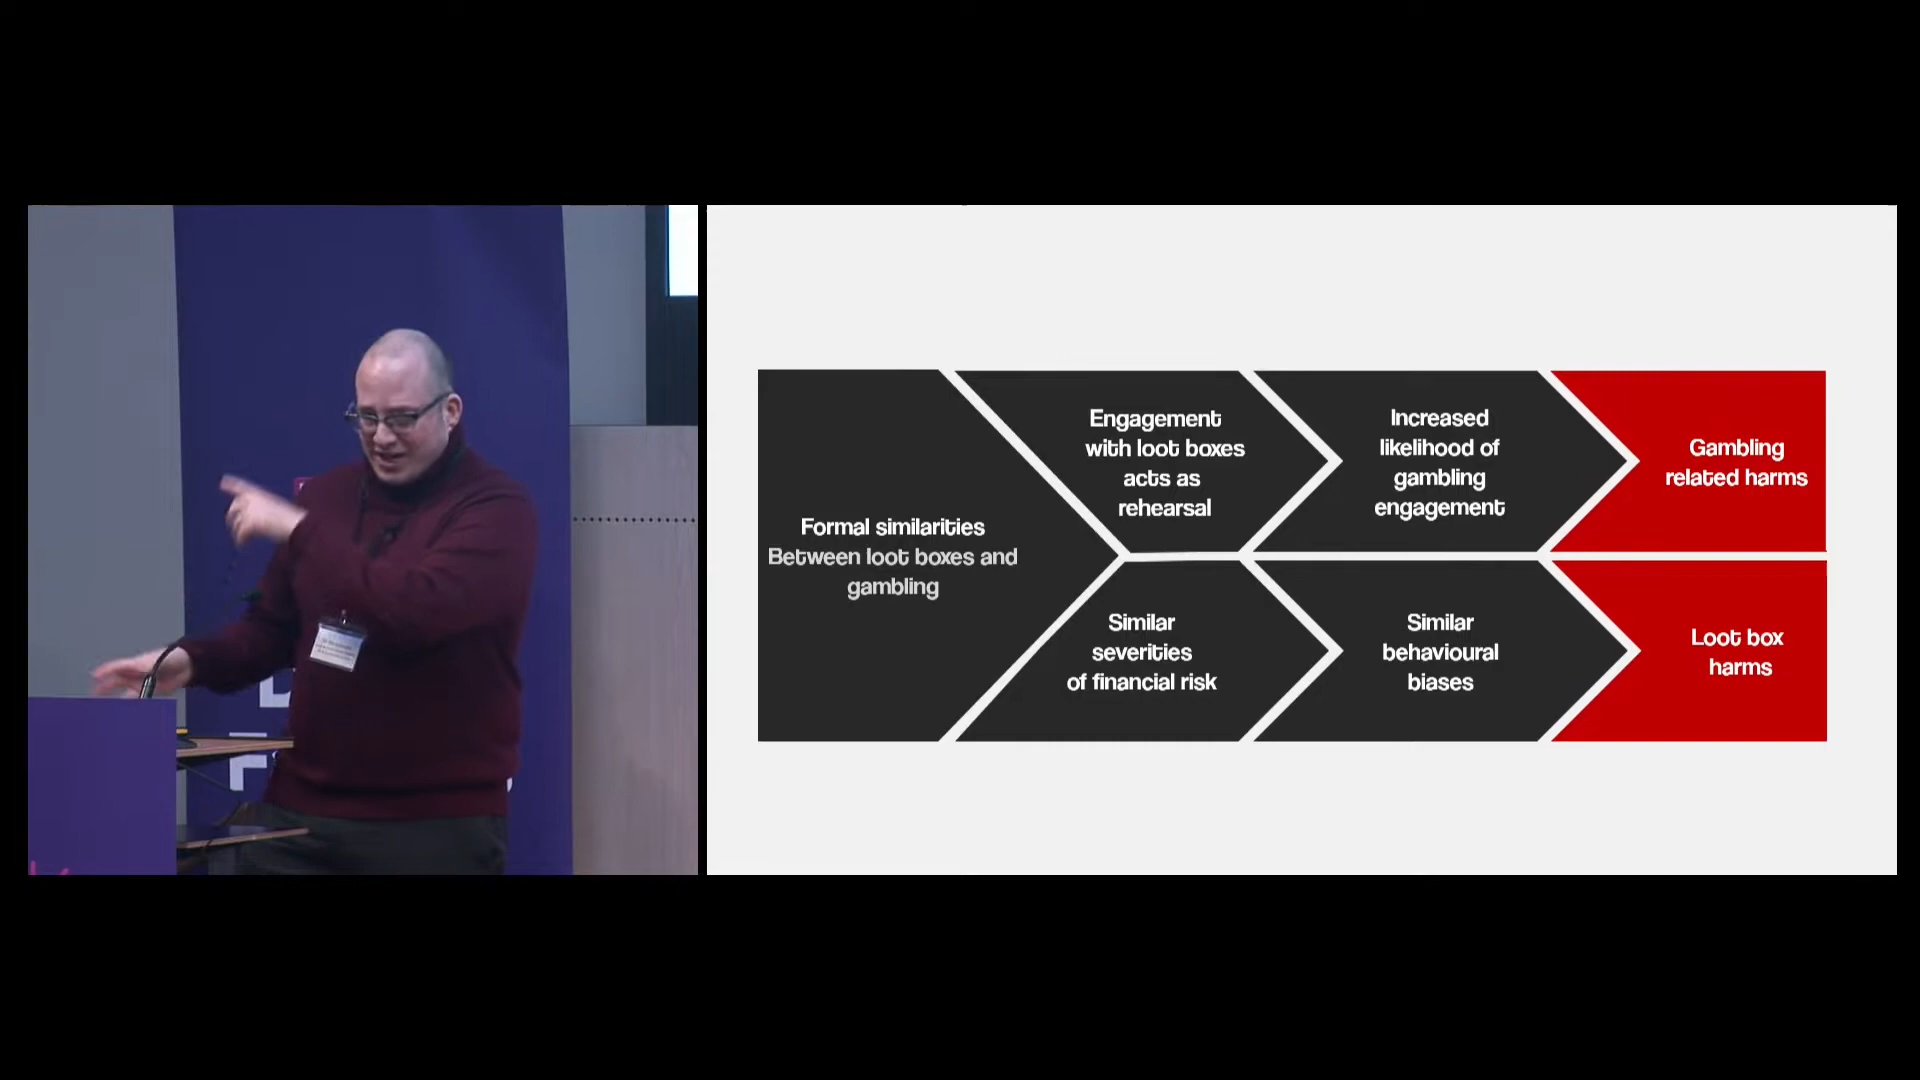 Formal similarities
Between loot boxes and
gambling
Engagement
with loot boxes
acts as
rehearsal
Increased
likelihood of
gambling
engagement
Gambling
related harms
Similar
severities
of financial risk
Similar
behavioural
biases
Loot box
harms